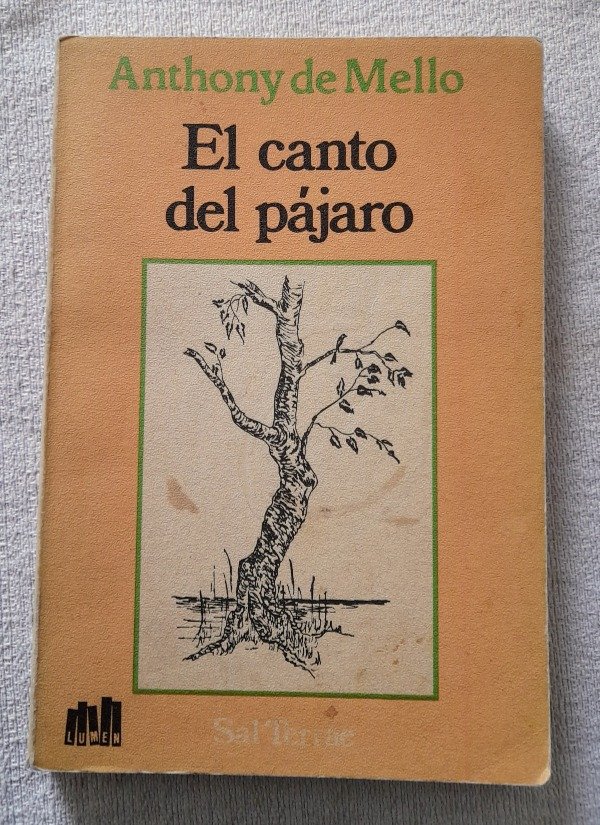 Anthony de Mello
El canto
del pájaro
LUMEN
Sal Terrae